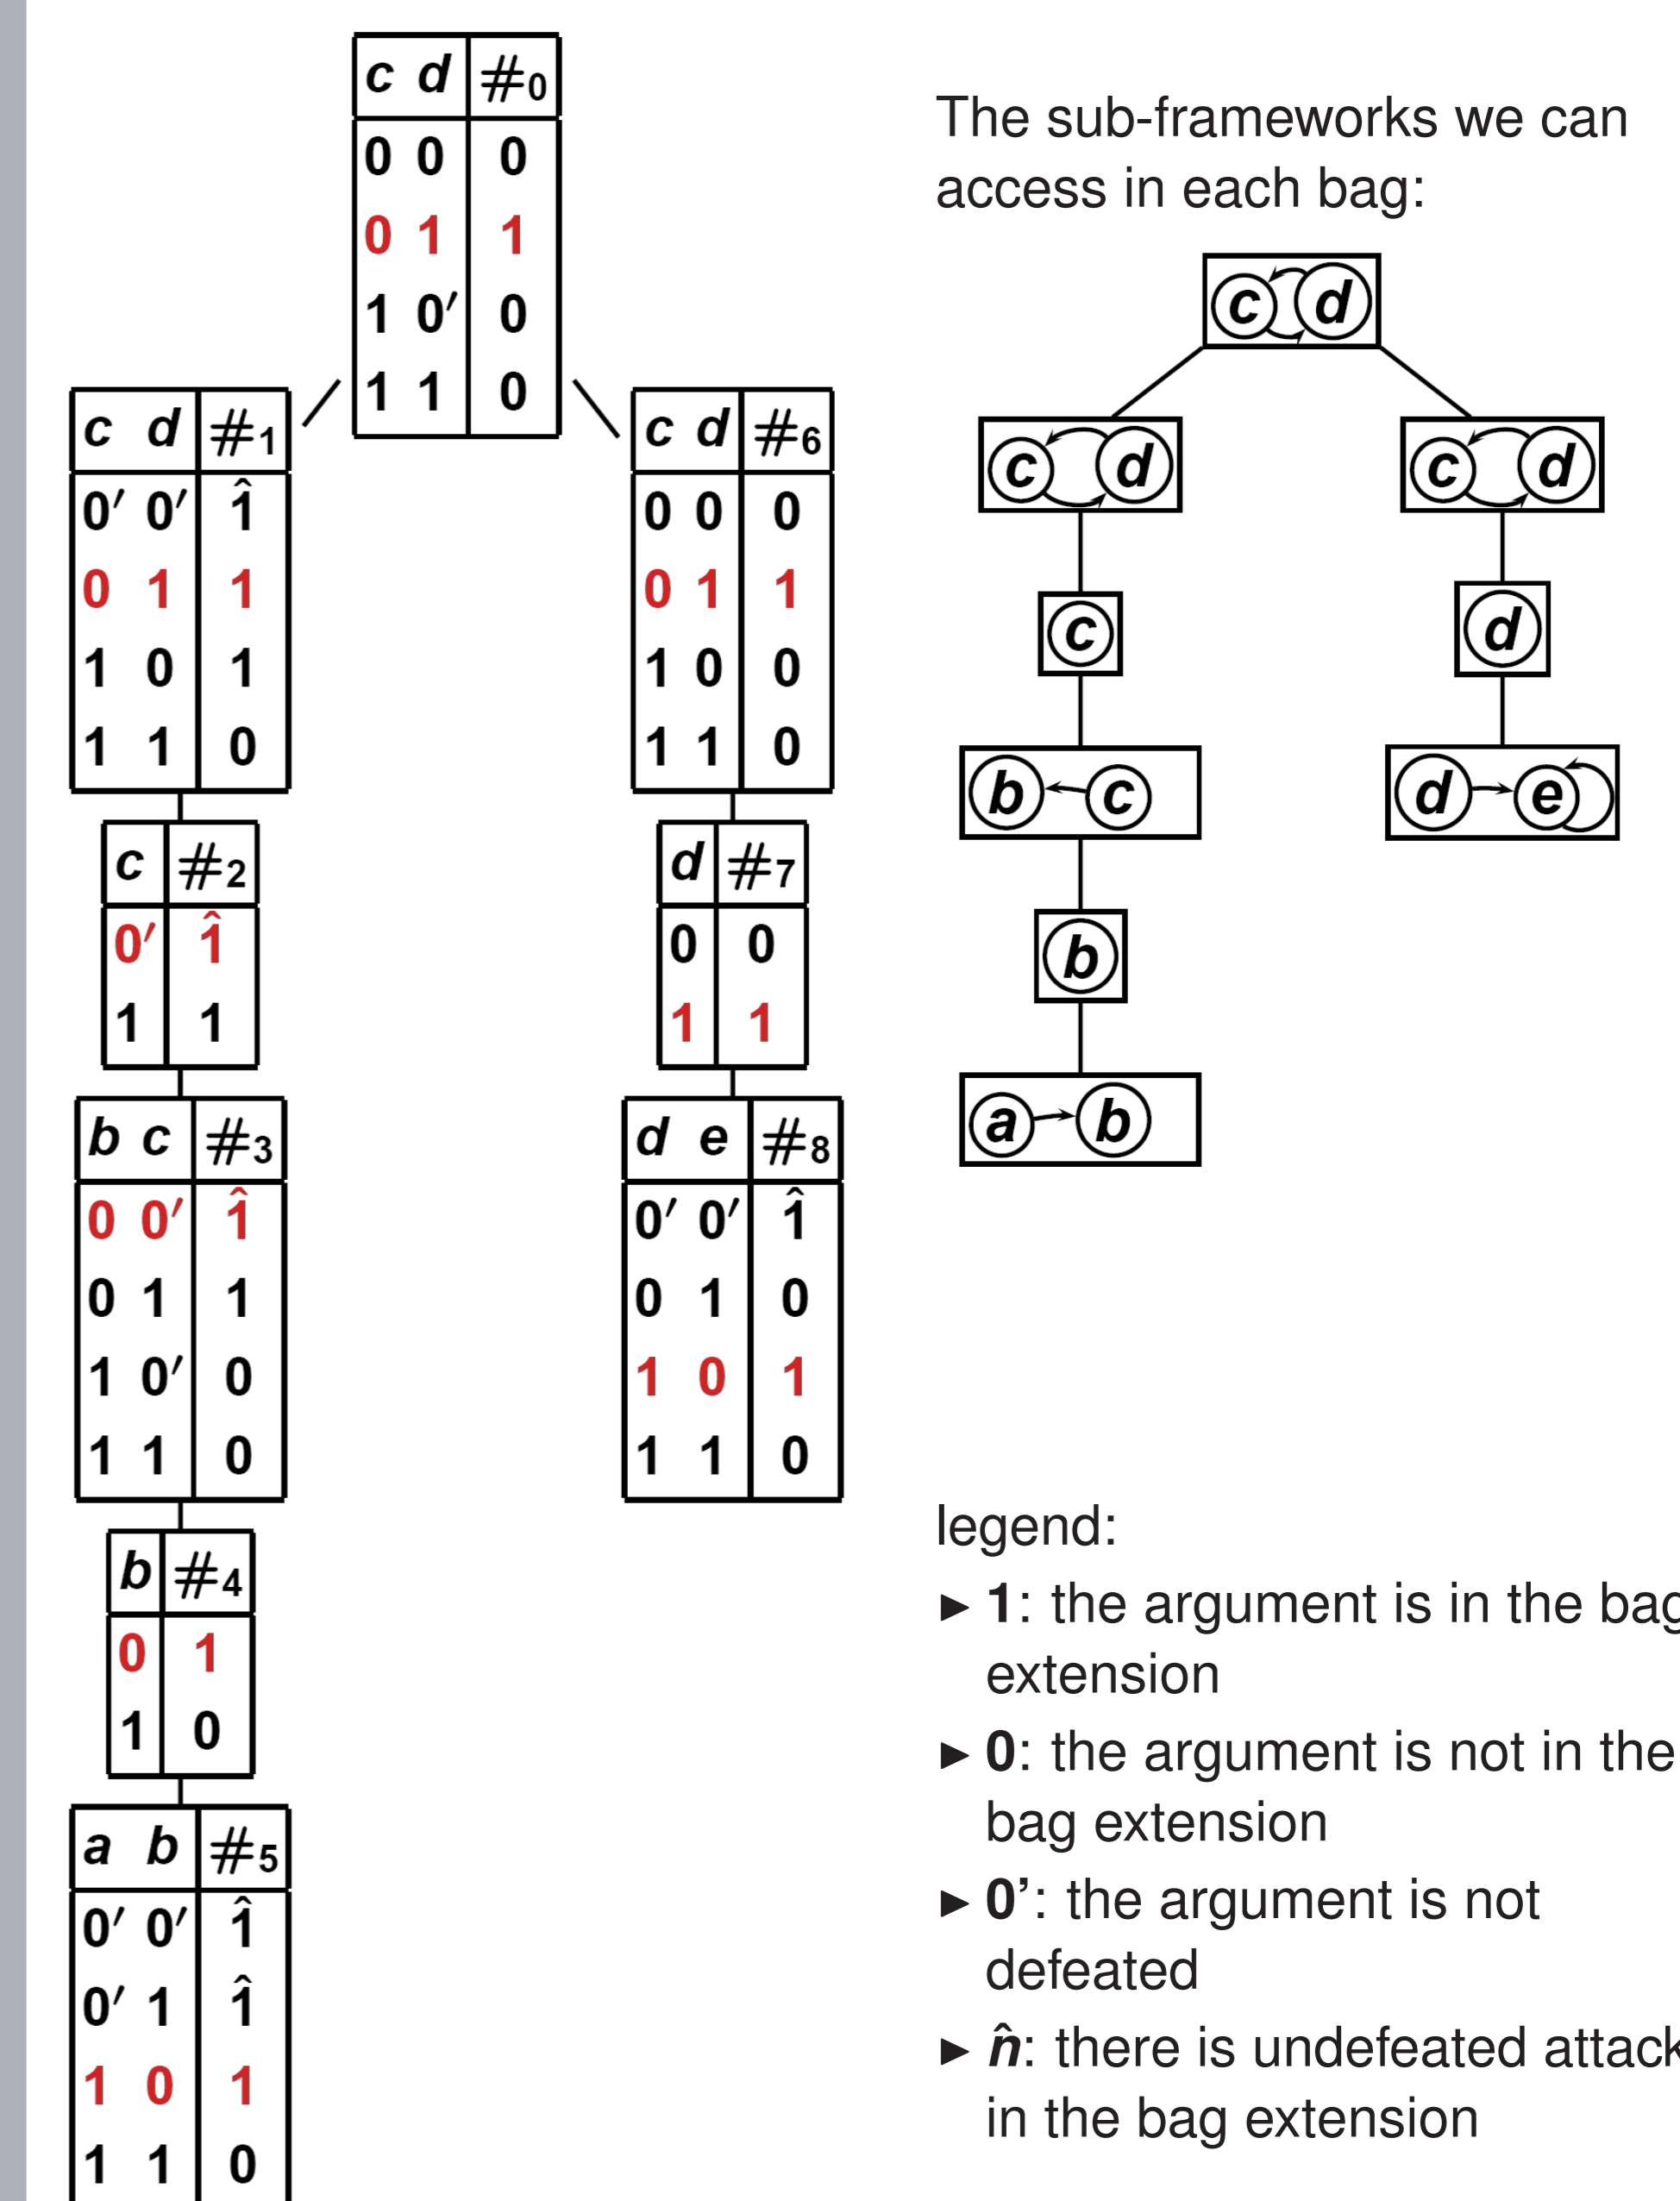 c d #0
0 0 0
0 1 1
1 0′ 0
1 1 0
c d #1
0′ 0′ 1̂
0 1 1
1 0 1
1 1 0
c #2
0′ 1̂
1 1
b c #3
0 0′ 1̂
0 1 1
1 0′ 0
1 1 0
b #4
0 1
1 0
a b #5
0′ 0′ 1̂
0′ 1 1̂
1 0 1
1 1 0
c d #6
0 0 0
0 1 1
1 0 0
1 1 0
d #7
0 0
1 1
d e #8
0′ 0′ 1̂
0 1 0
1 0 1
1 1 0
The sub-frameworks we can
access in each bag:
c d
c d
c d
c
d
b c
d e
b
a b
legend:
▶ 1: the argument is in the bag
extension
▶ 0: the argument is not in the
bag extension
▶ 0’: the argument is not
defeated
▶ n̂: there is undefeated attack
in the bag extension